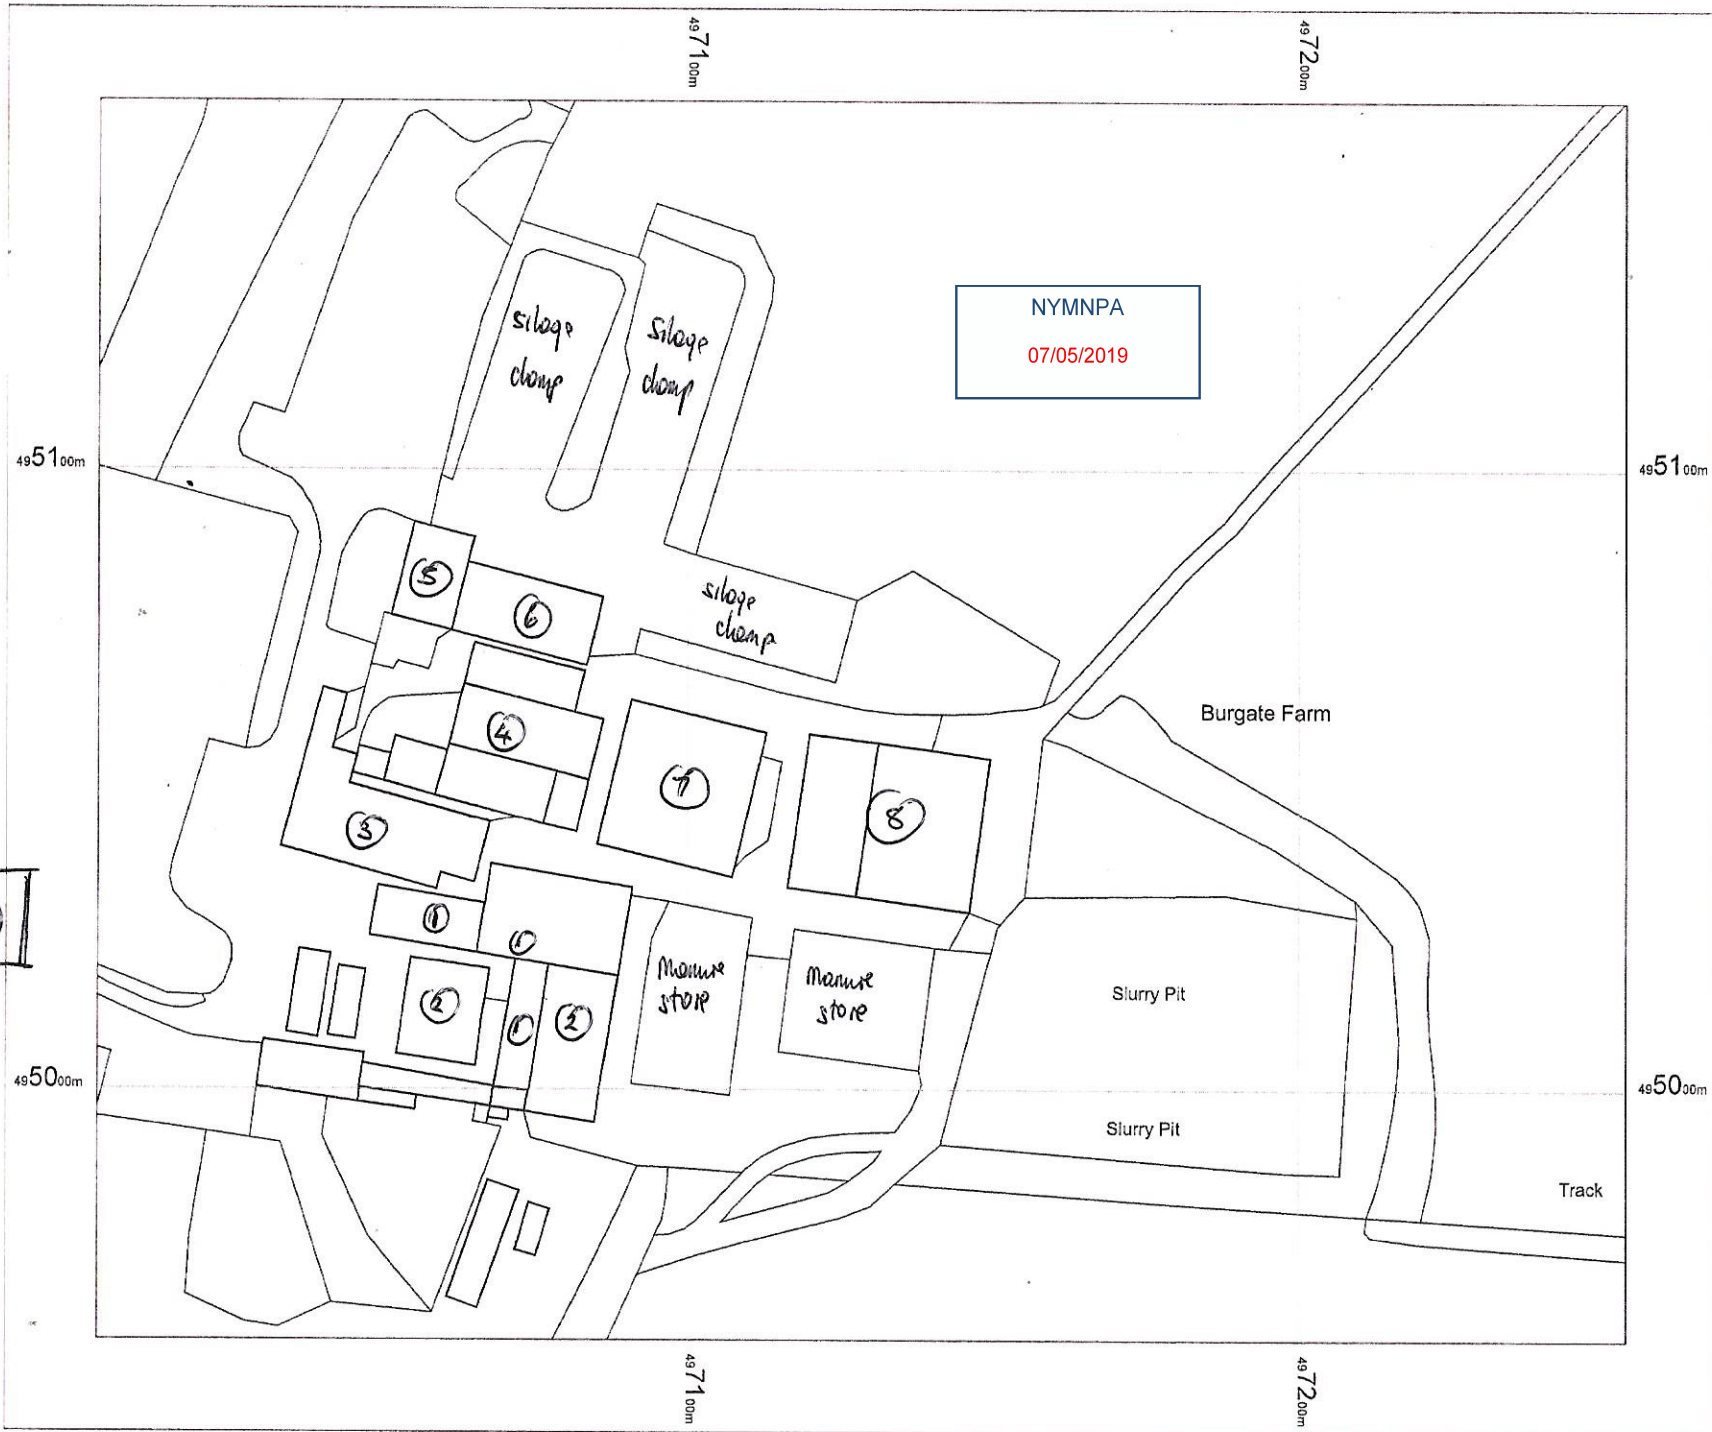 4971 00m
4972 00m
NYMNPA
07/05/2019
silage
clamp
Silage
clamp
4951 00m
4951 00m
5
6
silage
clamp
Burgate Farm
4
7
8
3
1
1
Manure
store
Manure
store
Slurry Pit
2
1
2
4950 00m
4950 00m
Slurry Pit
Track
4971 00m
4972 00m